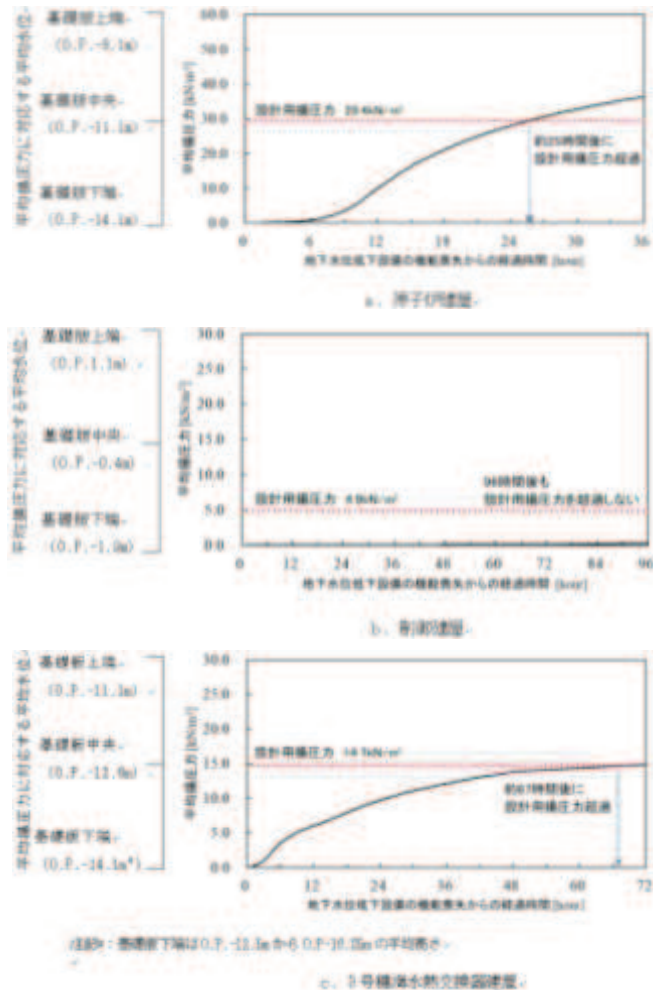 平均揚圧力に対応する平均水位
基礎版上端
(O.P.-8.1m)
基礎版中央
(O.P.-11.1m)
基礎版下端
(O.P.-14.1m)
平均揚圧力 [kN/m²]
60.0
50.0
40.0
30.0
20.0
10.0
0.0
設計用揚圧力 29.4kN/m²
設計用揚圧力超過
0 6 12 18 24 30 36
地下水位低下設備の機能喪失からの経過時間 [hour]
a. 原子炉建屋
平均揚圧力に対応する平均水位
基礎版上端
(O.P.1.1m)
基礎版中央
(O.P.-0.4m)
基礎版下端
平均揚圧力 [kN/m²]
30.0
25.0
20.0
15.0
10.0
5.0
0.0
設計用揚圧力 4.9kN/m²
96時間後も
設計用揚圧力を超過しない
0 12 24 36 48 60 72 84 96
地下水位低下設備の機能喪失からの経過時間 [hour]
b. 制御建屋
平均揚圧力に対応する平均水位
基礎版上端
(O.P.-11.1m)
基礎版中央
基礎版下端
(O.P.-14.1m*)
平均揚圧力 [kN/m²]
30.0
25.0
20.0
15.0
10.0
5.0
0.0
設計用揚圧力 14.7kN/m²
約67時間後に
設計用揚圧力超過
0 12 24 36 48 60 72
地下水位低下設備の機能喪失からの経過時間 [hour]
の平均高さ
c. 3号機海水熱交換器建屋